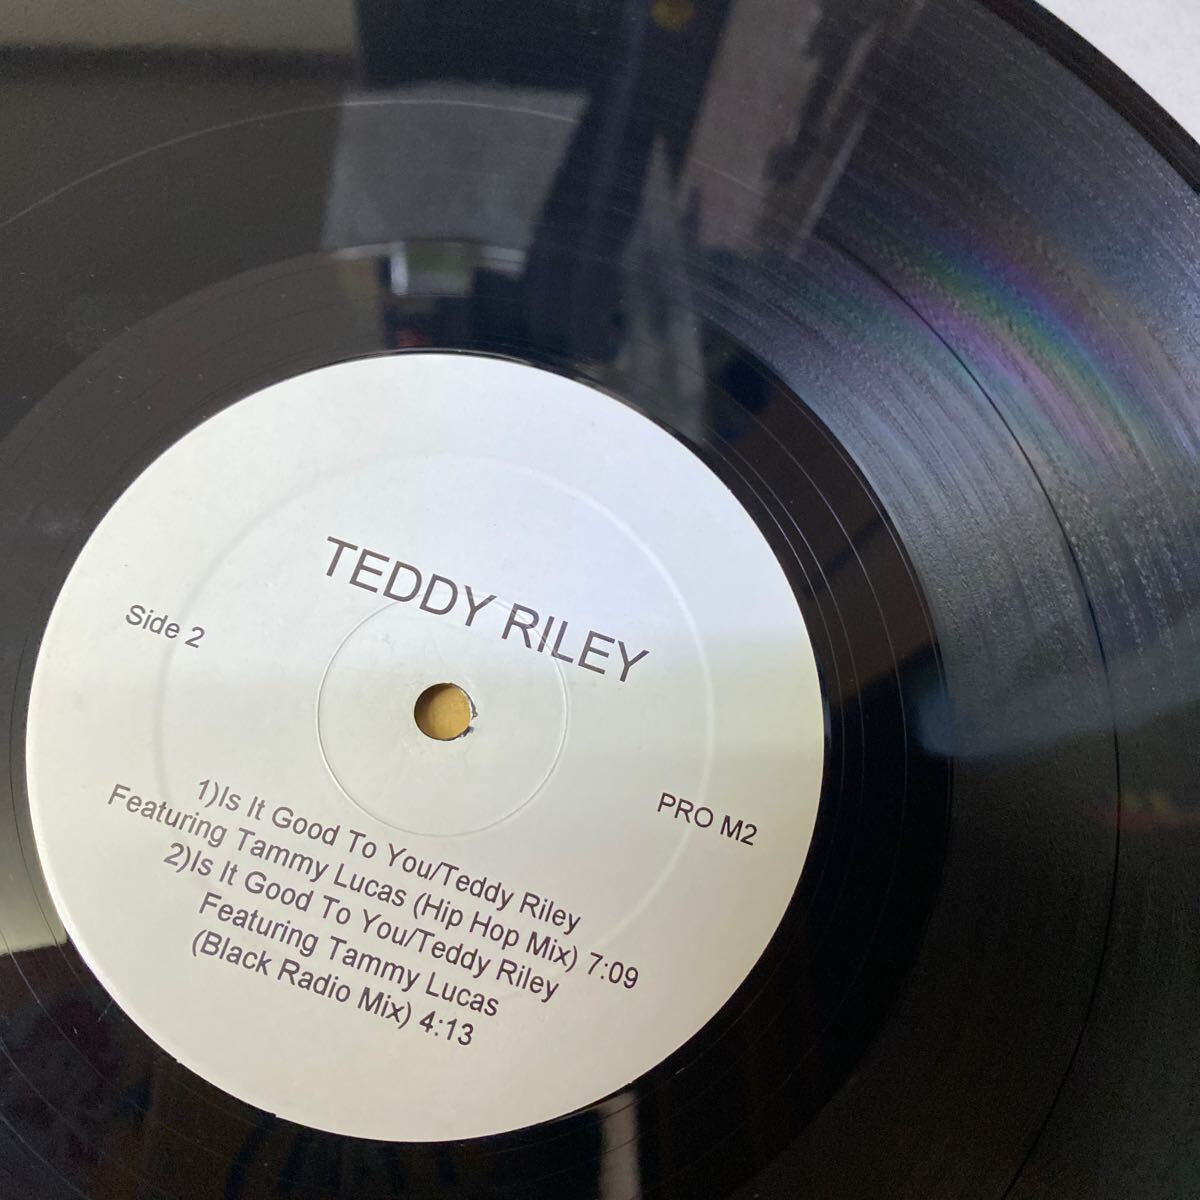 TEDDY RILEY
Side 2
PRO M2
1)Is It Good To You/Teddy Riley
Featuring Tammy Lucas (Hip Hop Mix) 7:09
2)Is It Good To You/Teddy Riley
Featuring Tammy Lucas
(Black Radio Mix) 4:13